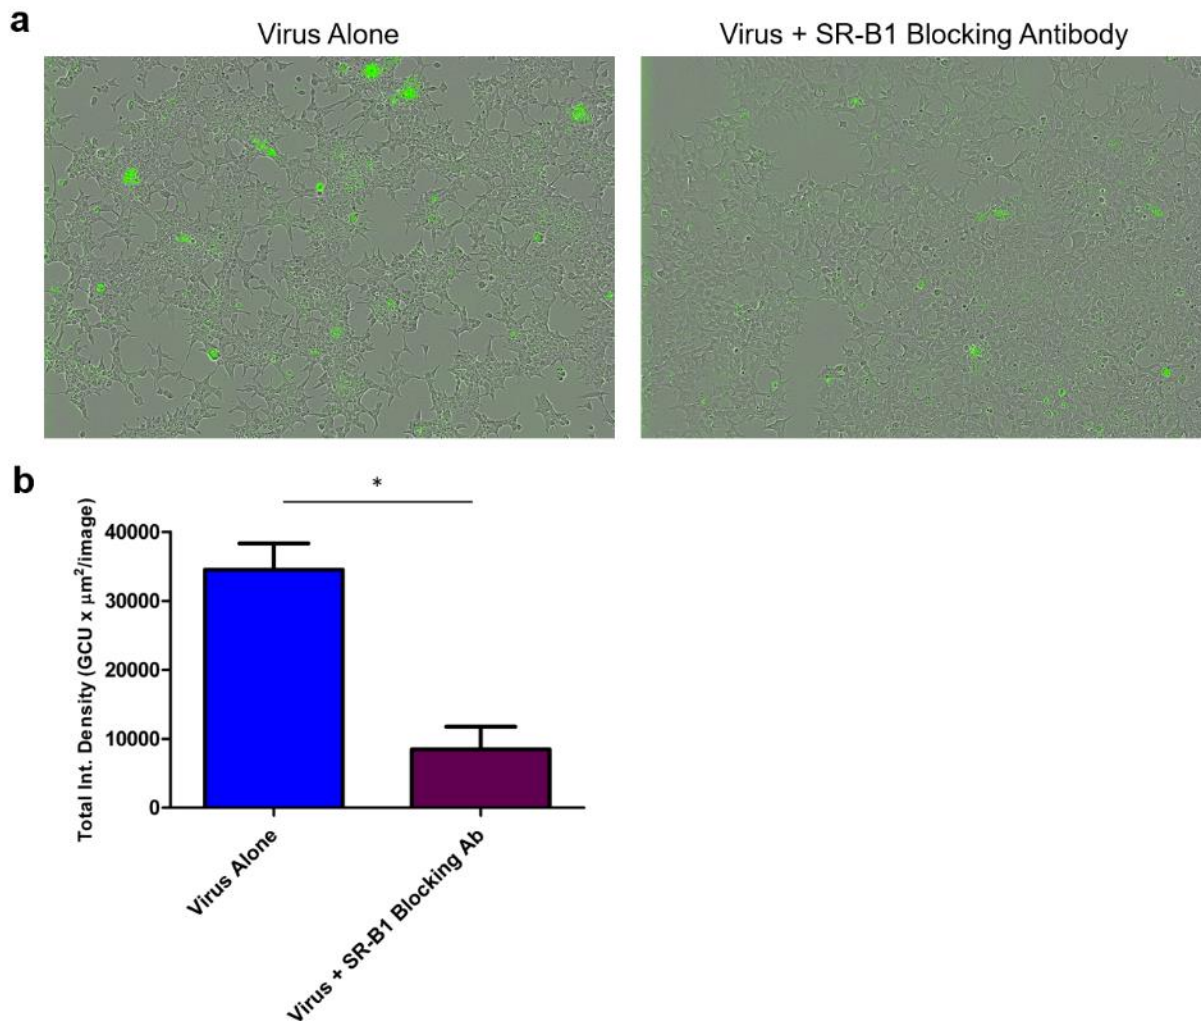 a
Virus Alone
Virus + SR-B1 Blocking Antibody
b
*
Total Int. Density (GCU x μm²/image)
40000
30000
20000
10000
0
Virus Alone
Virus + SR-B1 Blocking Ab